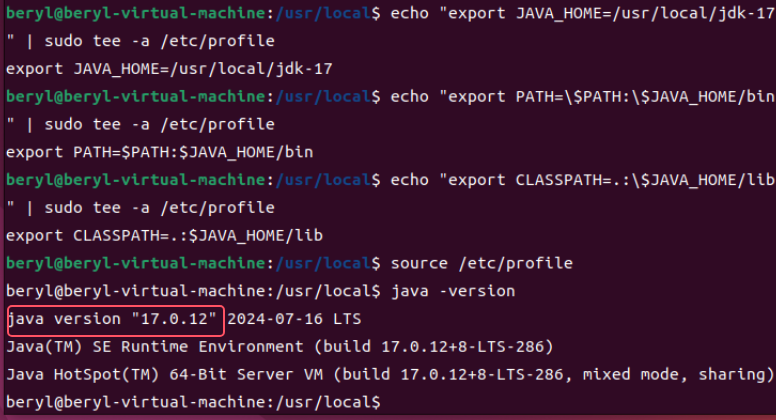 beryl@beryl-virtual-machine:/usr/local$ echo "export JAVA_HOME=/usr/local/jdk-17
" | sudo tee -a /etc/profile
export JAVA_HOME=/usr/local/jdk-17
beryl@beryl-virtual-machine:/usr/local$ echo "export PATH=\$PATH:\$JAVA_HOME/bin
" | sudo tee -a /etc/profile
export PATH=$PATH:$JAVA_HOME/bin
beryl@beryl-virtual-machine:/usr/local$ echo "export CLASSPATH=.:\$JAVA_HOME/lib
" | sudo tee -a /etc/profile
export CLASSPATH=.:$JAVA_HOME/lib
beryl@beryl-virtual-machine:/usr/local$ source /etc/profile
beryl@beryl-virtual-machine:/usr/local$ java -version
java version "17.0.12" 2024-07-16 LTS
Java(TM) SE Runtime Environment (build 17.0.12+8-LTS-286)
Java HotSpot(TM) 64-Bit Server VM (build 17.0.12+8-LTS-286, mixed mode, sharing)
beryl@beryl-virtual-machine:/usr/local$